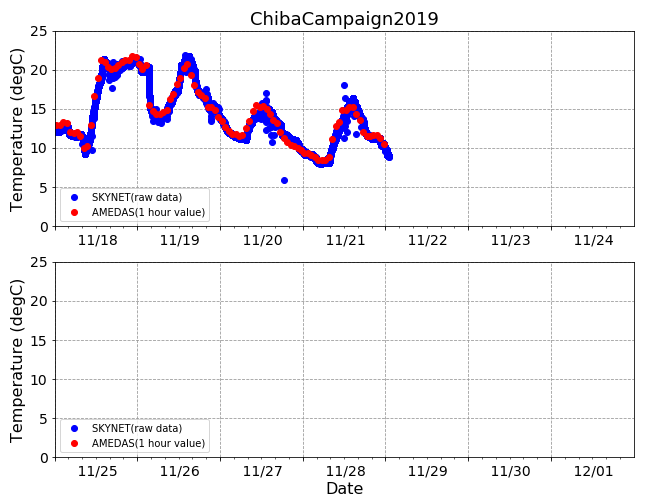 ChibaCampaign2019
Temperature (degC)
25
20
15
10
5
0
SKYNET(raw data)
AMEDAS(1 hour value)
11/18 11/19 11/20 11/21 11/22 11/23 11/24
Temperature (degC)
25
20
15
10
5
0
SKYNET(raw data)
AMEDAS(1 hour value)
11/25 11/26 11/27 11/28 11/29 11/30 12/01
Date